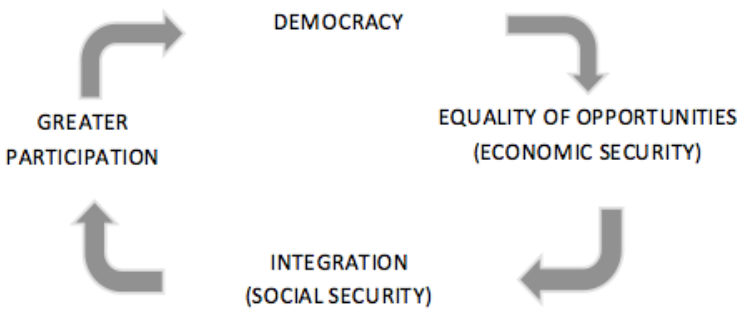 DEMOCRACY
EQUALITY OF OPPORTUNITIES
(ECONOMIC SECURITY)
INTEGRATION
(SOCIAL SECURITY)
GREATER
PARTICIPATION